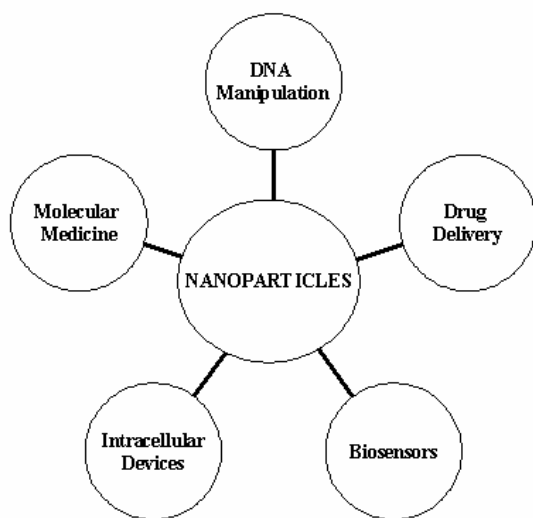 DNA
Manipulation
Molecular
Medicine
Drug
Delivery
NANOPARTICLES
Intracellular
Devices
Biosensors